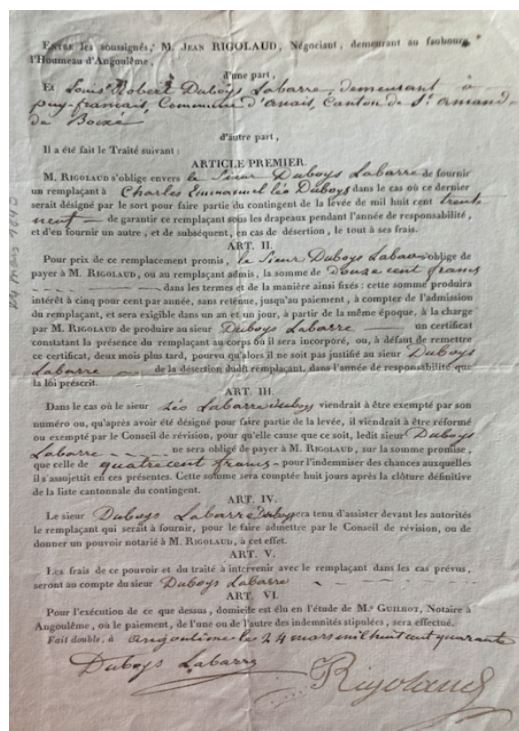 ENTRE les soussignés, M. JEAN RIGOLAUD, Négociant, demeurant au faubourg
l'Houmeau d'Angoulême,
d'une part,
Et Louis Robert Duboys Labarre, demeurant à
puy-français, Commune d'anais, Canton de St amand-
de Boixe
d'autre part,
Il a été fait le Traité suivant :
ARTICLE PREMIER.
M. RIGOLAUD s'oblige envers le Sieur Duboys Labarre de fournir
un remplaçant à Charles Emmanuel Léo Duboys dans le cas où ce dernier
serait désigné par le sort pour faire partie du contingent de la levée de mil huit cent trente
neuf — de garantir ce remplaçant sous les drapeaux pendant l'année de responsabilité,
et d'en fournir un autre, et de subséquent, en cas de désertion, le tout à ses frais.
ART. II.
Pour prix de ce remplacement promis, le Sieur Duboys Labarre s'oblige de
payer à M. RIGOLAUD, ou au remplaçant admis, la somme de Douze cent francs
dans les termes et de la manière ainsi fixés : cette somme produira
intérêt à cinq pour cent par année, sans retenue, jusqu'au paiement, à compter de l'admission
du remplaçant, et sera exigible dans un an et un jour, à partir de la même époque, à la charge
par M. RIGOLAUD de produire au sieur Duboys Labarre — un certificat
constatant la présence du remplaçant au corps où il sera incorporé, ou, à défaut de remettre
ce certificat, deux mois plus tard, pourvu qu'alors il ne soit pas justifié au sieur Duboys
Labarre — de la désertion dudit remplaçant, dans l'année de responsabilité que
la loi prescrit.
ART. III.
Dans le cas où le sieur Léo Labarre Duboys viendrait à être exempté par son
numéro ou, qu'après avoir été désigné pour faire partie de la levée, il viendrait à être réformé
ou exempté par le Conseil de révision, pour qu'elle cause que ce soit, ledit sieur Duboys
Labarre — ne sera obligé de payer à M. RIGOLAUD, sur la somme promise,
que celle de quatre cent francs - pour l'indemniser des chances auxquelles
il s'assujetit en ces présentes. Cette somme sera comptée huit jours après la clôture définitive
de la liste cantonnale du contingent.
ART. IV.
Le sieur Duboys Labarre Duboys sera tenu d'assister devant les autorités
le remplaçant qui serait à fournir, pour le faire admettre par le Conseil de révision, ou de
donner un pouvoir notarié à M. RIGOLAUD, à cet effet.
ART. V.
Les frais de ce pouvoir et du traité à intervenir avec le remplaçant dans les cas prévus,
seront au compte du sieur Duboys Labarre
ART. VI.
Pour l'exécution de ce que dessus, domicile est élu en l'étude de M.e GUILHOT, Notaire à
Angoulême, où le paiement, de l'une ou de l'autre des indemnités stipulées, sera effectué.
Fait double, à angoulême les 24 mars mil huit cent quarante
Duboys Labarre
Rigolaud
24 mars 1840